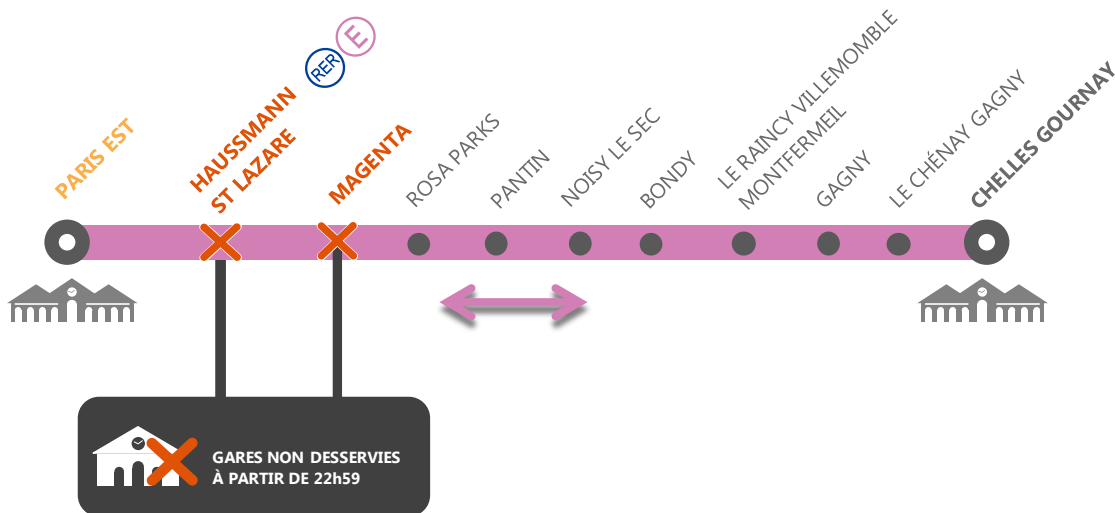 PARIS EST
HAUSSMANN
ST LAZARE
RER
E
MAGENTA
ROSA PARKS
PANTIN
NOISY LE SEC
BONDY
LE RAINCY VILLEMOMBLE
MONTFERMEIL
GAGNY
LE CHÉNAY GAGNY
CHELLES GOURNAY
GARES NON DESSERVIES
À PARTIR DE 22h59